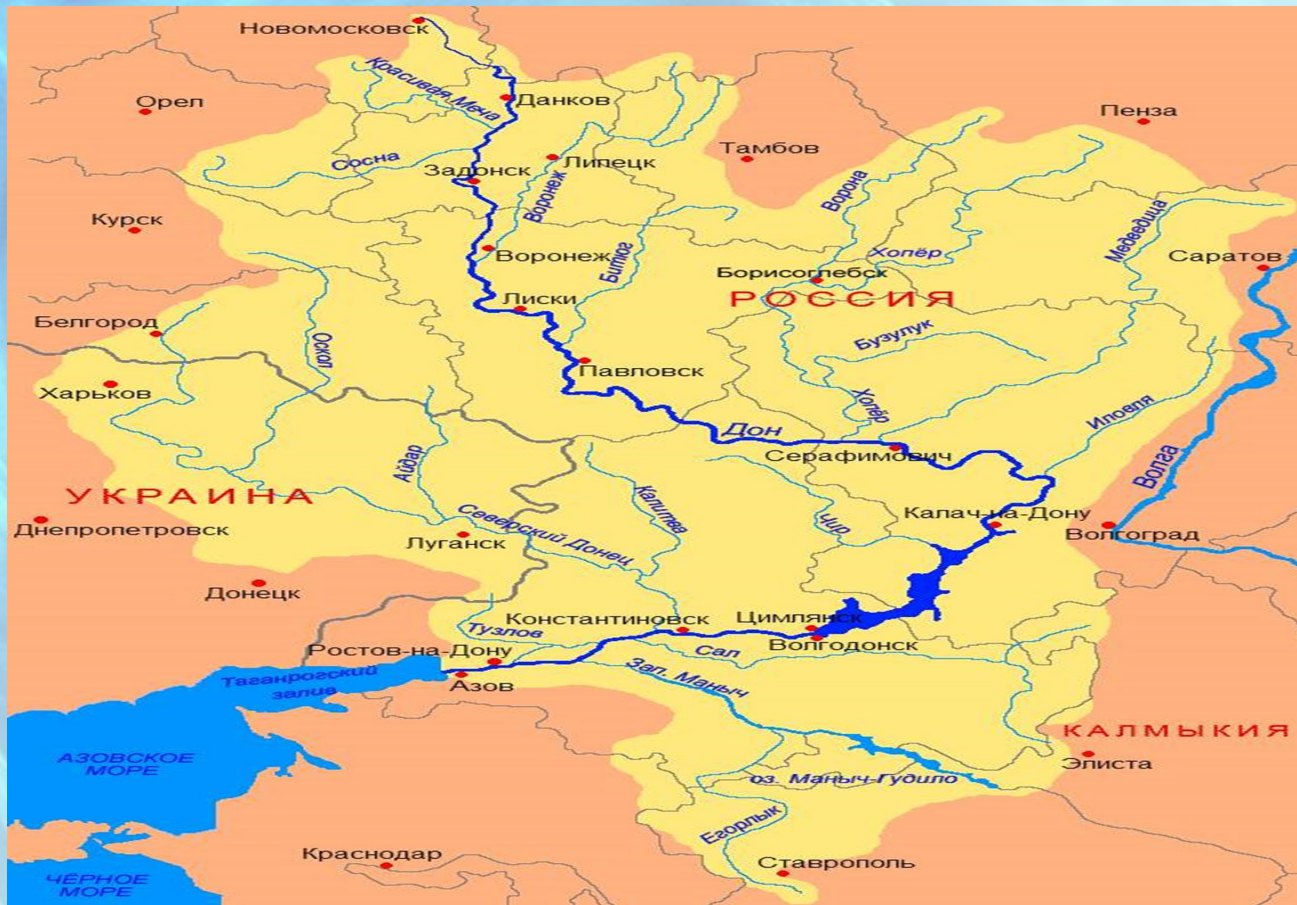 Новомосковск
Красивая Меча
Орел
Данков
Пенза
Тамбов
Сосна
Липецк
Задонск
Воронеж
Ворона
Курск
Медведица
Воронеж
Битюг
Хопёр
Саратов
Борисоглебск
РОССИЯ
Лиски
Белгород
Оскол
Бузулук
Павловск
Харьков
Хопёр
Иловля
Дон
Серафимович
Волга
Айдар
УКРАИНА
Калитва
Чир
Днепропетровск
Северский Донец
Калач-на-Дону
Волгоград
Луганск
Донецк
Константиновск
Цимлянск
Тузлов
Волгодонск
Сал
Ростов-на-Дону
Зап. Маныч
Таганрогский
залив
Азов
КАЛМЫКИЯ
АЗОВСКОЕ
МОРЕ
Элиста
оз. Маныч-Гудило
Егорлык
Краснодар
Ставрополь
ЧЁРНОЕ
МОРЕ